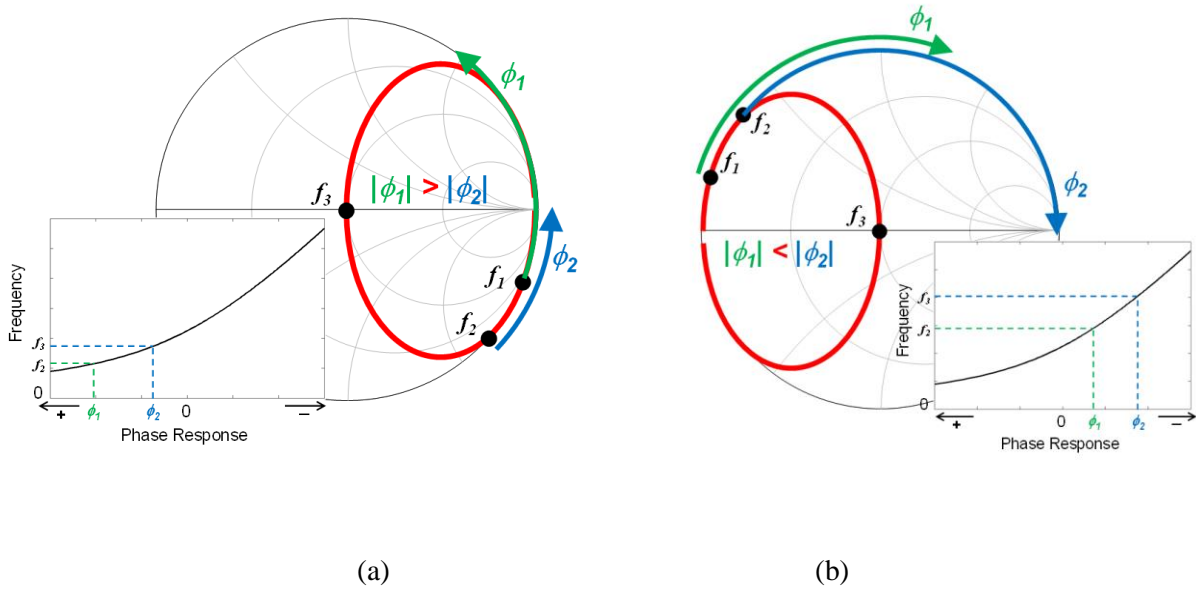 ϕ1
f3
|ϕ1| > |ϕ2|
f1
ϕ2
f2
Frequency
f3
f2
0
+
ϕ1
ϕ2
0
−
Phase Response
(a)
ϕ1
f2
f1
ϕ2
f3
|ϕ1| < |ϕ2|
Frequency
f3
f2
0
+
0
ϕ1
ϕ2
−
Phase Response
(b)